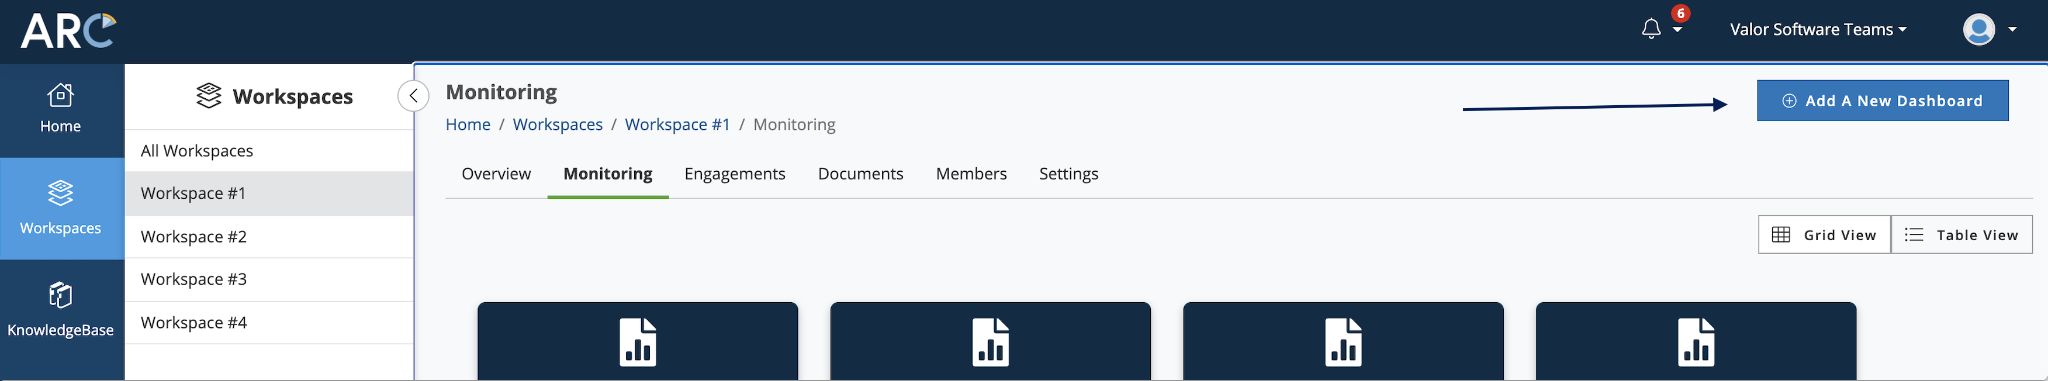 ARC
6
Valor Software Teams
Home
Workspaces
KnowledgeBase
Workspaces
All Workspaces
Workspace #1
Workspace #2
Workspace #3
Workspace #4
Monitoring
Home / Workspaces / Workspace #1 / Monitoring
Add A New Dashboard
Overview Monitoring Engagements Documents Members Settings
Grid View Table View